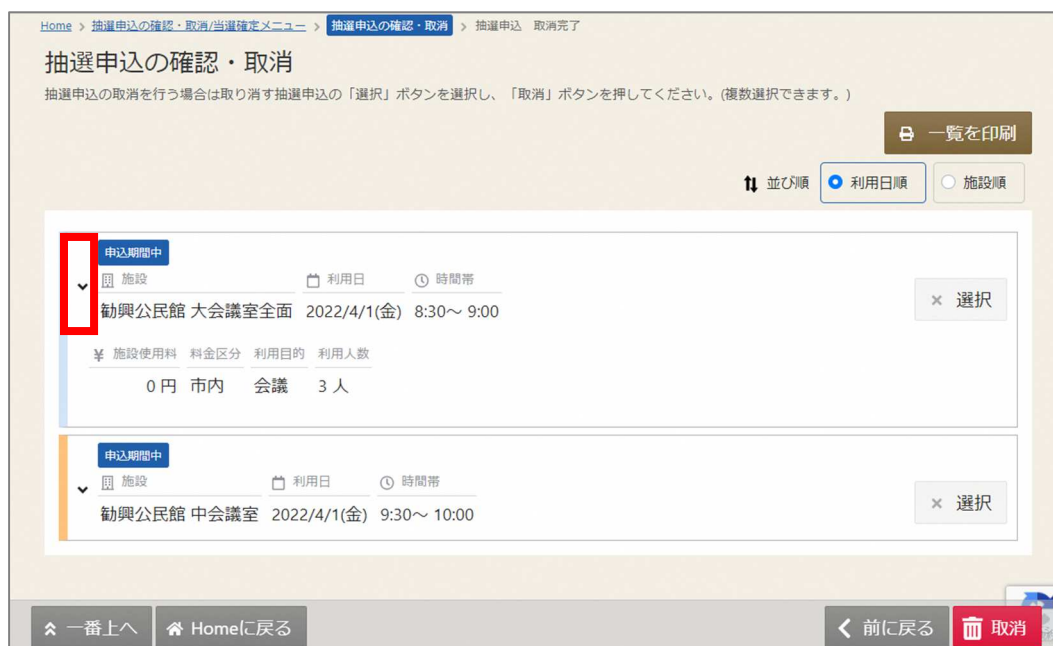 Home > 抽選申込の確認・取消/当選確定メニュー > 抽選申込の確認・取消 > 抽選申込 取消完了
抽選申込の確認・取消
抽選申込の取消を行う場合は取り消す抽選申込の「選択」ボタンを選択し、「取消」ボタンを押してください。(複数選択できます。)
一覧を印刷
並び順 利用日順 施設順
申込期間中
施設 利用日 時間帯
勧興公民館 大会議室全面 2022/4/1(金) 8:30～ 9:00
× 選択
¥ 施設使用料 料金区分 利用目的 利用人数
0 円 市内 会議 3 人
申込期間中
施設 利用日 時間帯
勧興公民館 中会議室 2022/4/1(金) 9:30～ 10:00
× 選択
一番上へ Homeに戻る 前に戻る 取消